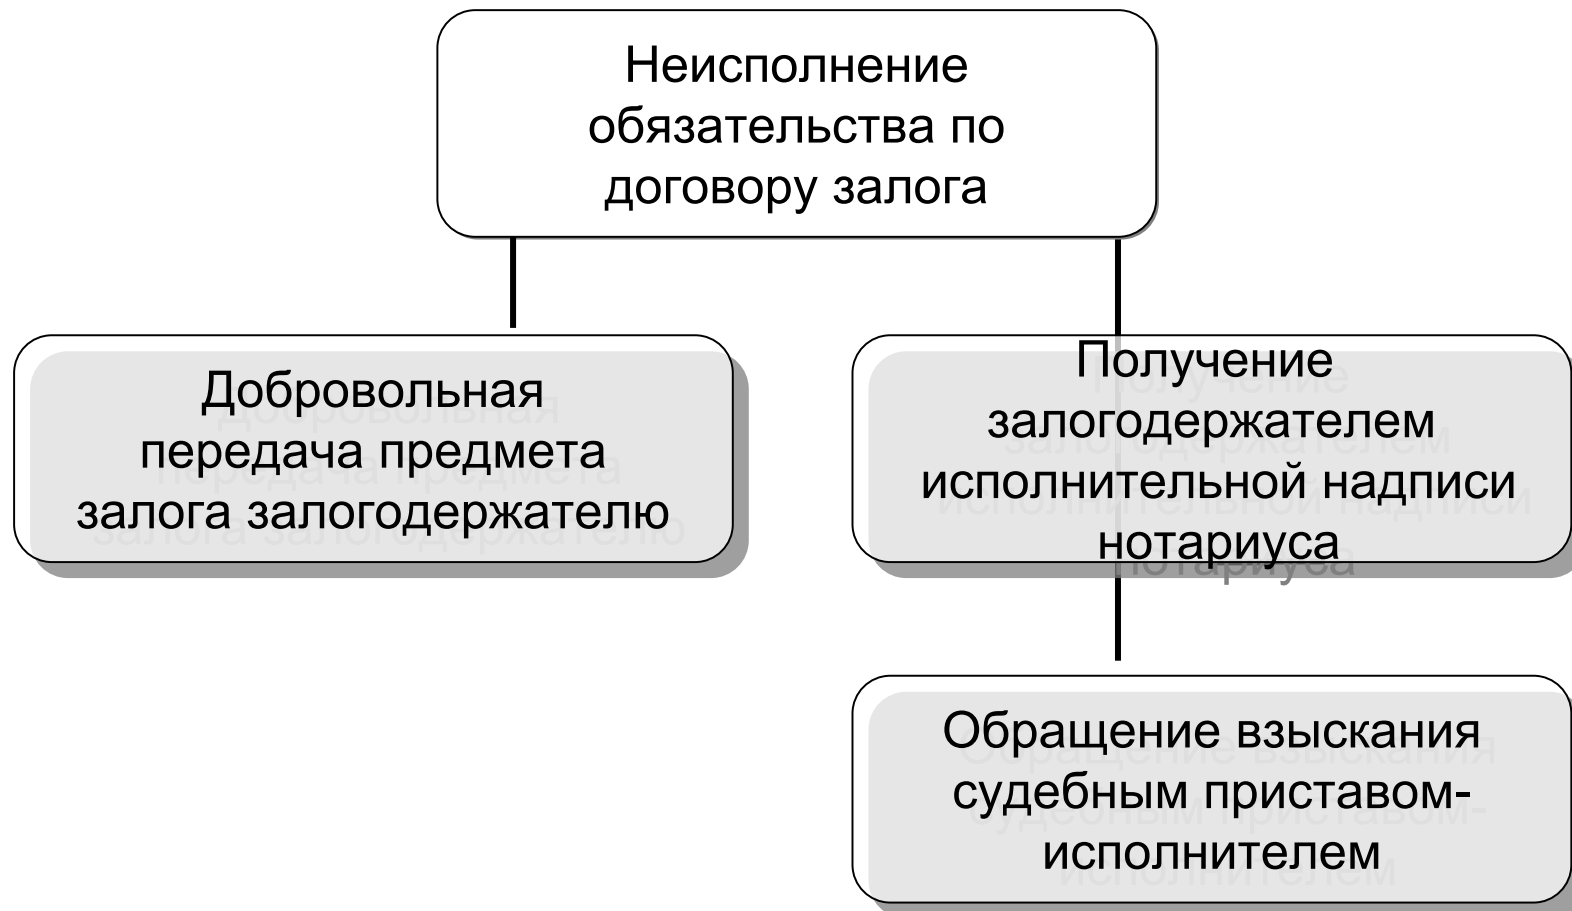 Неисполнение
обязательства по
договору залога
Добровольная
передача предмета
залога залогодержателю
Получение
залогодержателем
исполнительной надписи
нотариуса
Обращение взыскания
судебным приставом-
исполнителем